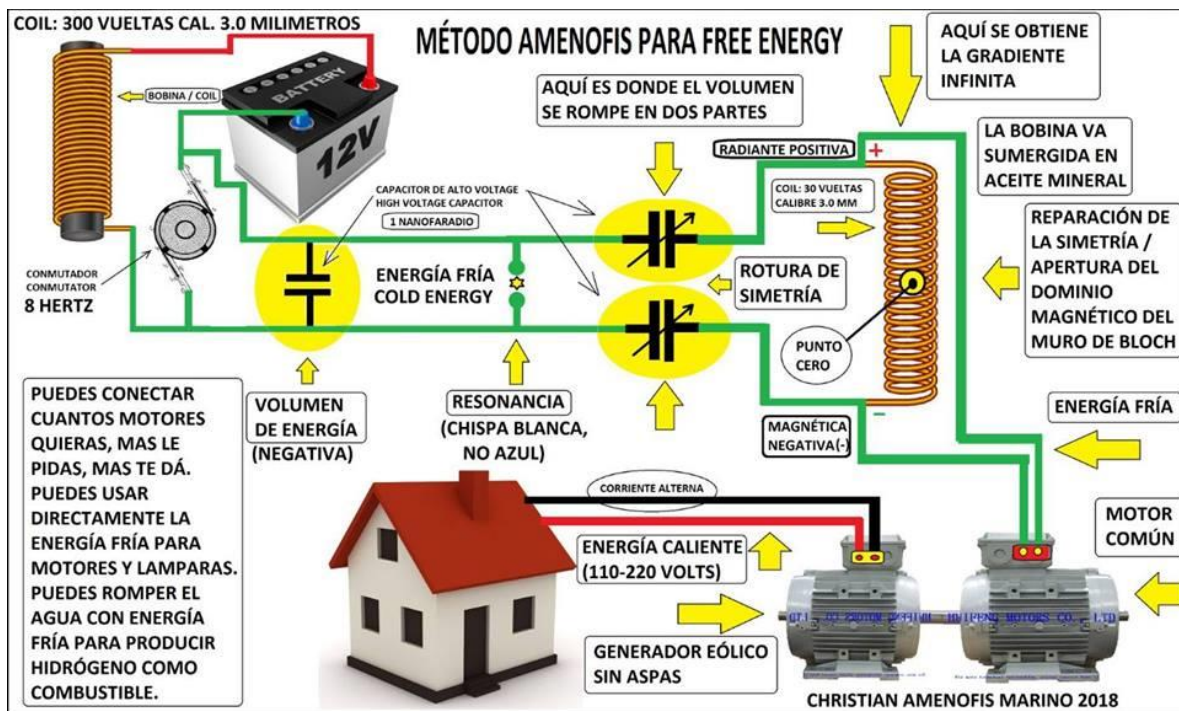 COIL: 300 VUELTAS CAL. 3.0 MILIMETROS
MÉTODO AMENOFIS PARA FREE ENERGY
AQUÍ SE OBTIENE
LA GRADIENTE
INFINITA
BOBINA / COIL
BATTERY
12V
AQUÍ ES DONDE EL VOLUMEN
SE ROMPE EN DOS PARTES
RADIANTE POSITIVA
+
LA BOBINA VA
SUMERGIDA EN
ACEITE MINERAL
CAPACITOR DE ALTO VOLTAGE
HIGH VOLTAGE CAPACITOR
1 NANOFARADIO
COIL: 30 VUELTAS
CALIBRE 3.0 MM
REPARACIÓN DE
LA SIMETRÍA /
APERTURA DEL
DOMINIO
MAGNÉTICO DEL
MURO DE BLOCH
CONMUTADOR
CONMUTATOR
8 HERTZ
ENERGÍA FRÍA
COLD ENERGY
ROTURA DE
SIMETRÍA
PUNTO
CERO
PUEDES CONECTAR
CUANTOS MOTORES
QUIERAS, MAS LE
PIDAS, MAS TE DÁ.
PUEDES USAR
DIRECTAMENTE LA
ENERGÍA FRÍA PARA
MOTORES Y LAMPARAS.
PUEDES ROMPER EL
AGUA CON ENERGÍA
FRÍA PARA PRODUCIR
HIDRÓGENO COMO
COMBUSTIBLE.
VOLUMEN
DE ENERGÍA
(NEGATIVA)
RESONANCIA
(CHISPA BLANCA,
NO AZUL)
-
MAGNÉTICA
NEGATIVA(-)
ENERGÍA FRÍA
CORRIENTE ALTERNA
ENERGÍA CALIENTE
(110-220 VOLTS)
MOTOR
COMÚN
HUIFENG MOTORS CO., LTD
GENERADOR EÓLICO
SIN ASPAS
CHRISTIAN AMENOFIS MARINO 2018